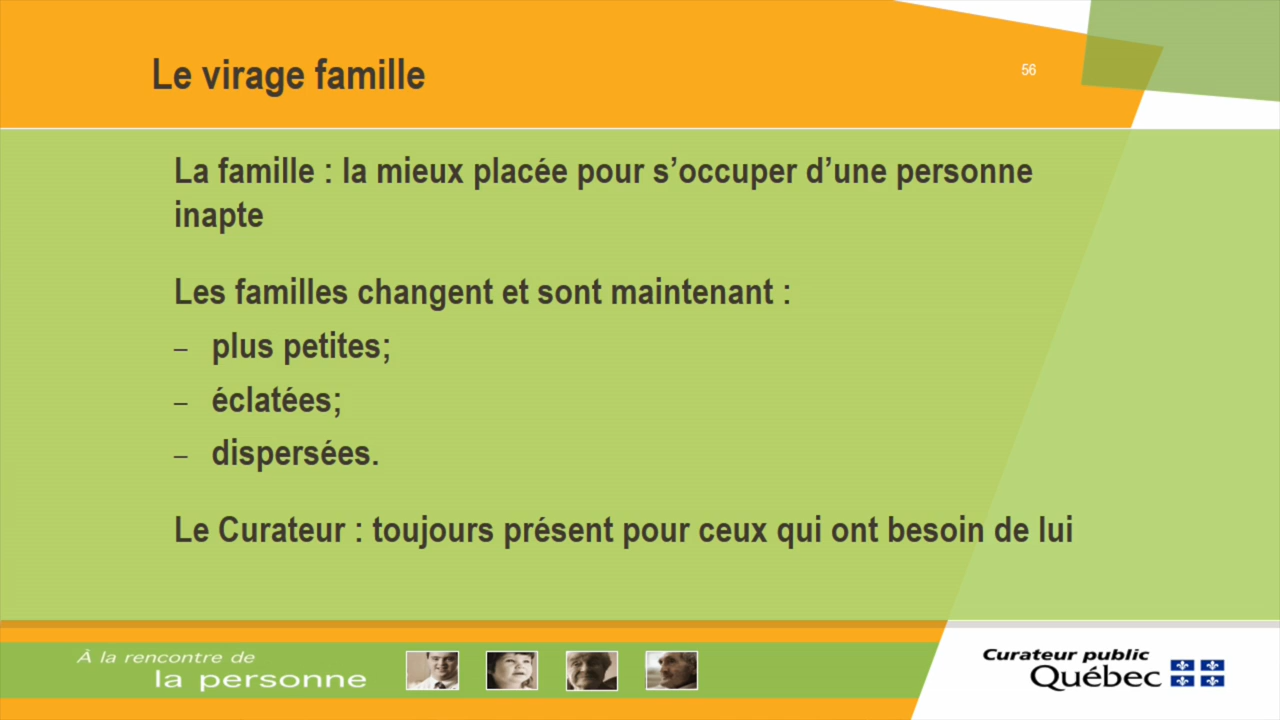 Le virage famille
56
La famille : la mieux placée pour s’occuper d’une personne
inapte
Les familles changent et sont maintenant :
– plus petites;
– éclatées;
– dispersées.
Le Curateur : toujours présent pour ceux qui ont besoin de lui
À la rencontre de
la personne
Curateur public
Québec